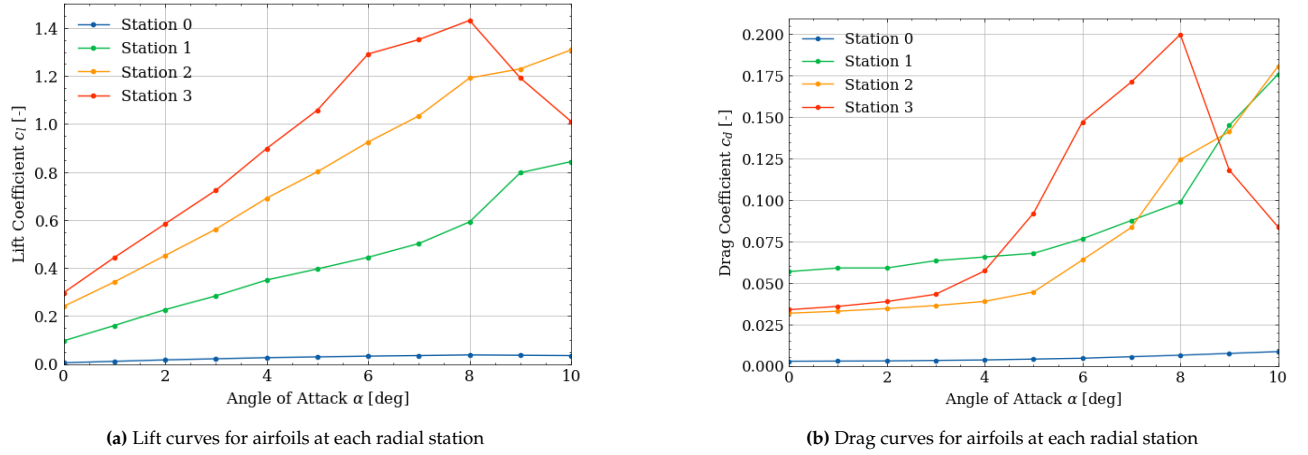 1.4
1.2
1.0
0.8
0.6
0.4
0.2
0.0
Lift Coefficient cₗ [-]
Station 0
Station 1
Station 2
Station 3
0 2 4 6 8 10
Angle of Attack α [deg]
(a) Lift curves for airfoils at each radial station
0.200
0.175
0.150
0.125
0.100
0.075
0.050
0.025
0.000
Drag Coefficient c_d [-]
Station 0
Station 1
Station 2
Station 3
0 2 4 6 8 10
Angle of Attack α [deg]
(b) Drag curves for airfoils at each radial station